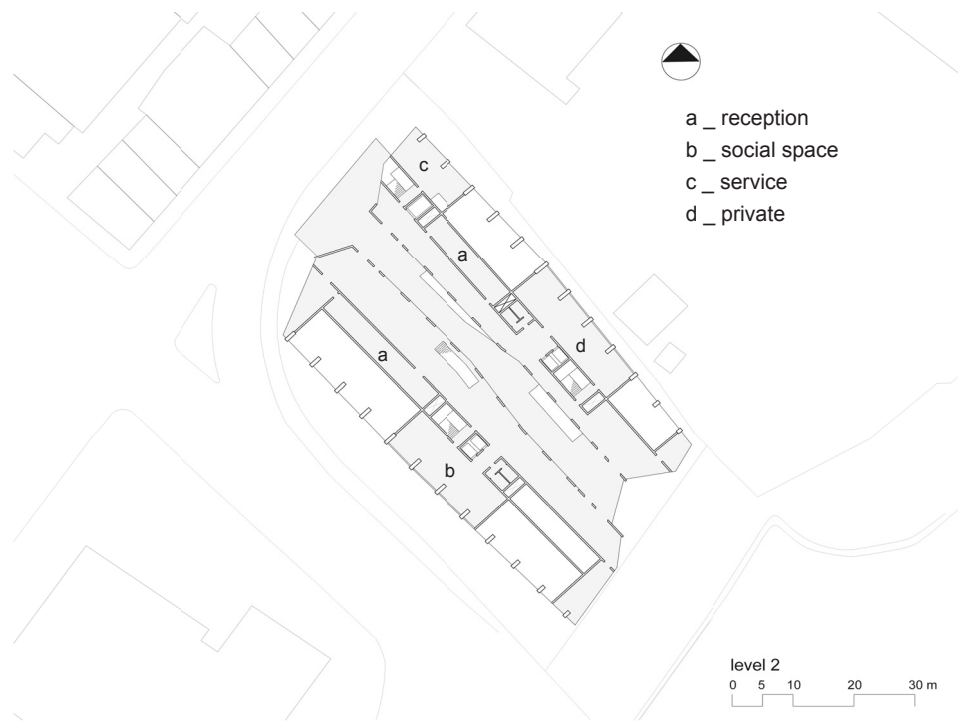 a _ reception
b _ social space
c _ service
d _ private
c
a
d
a
b
level 2
0 5 10 20 30 m